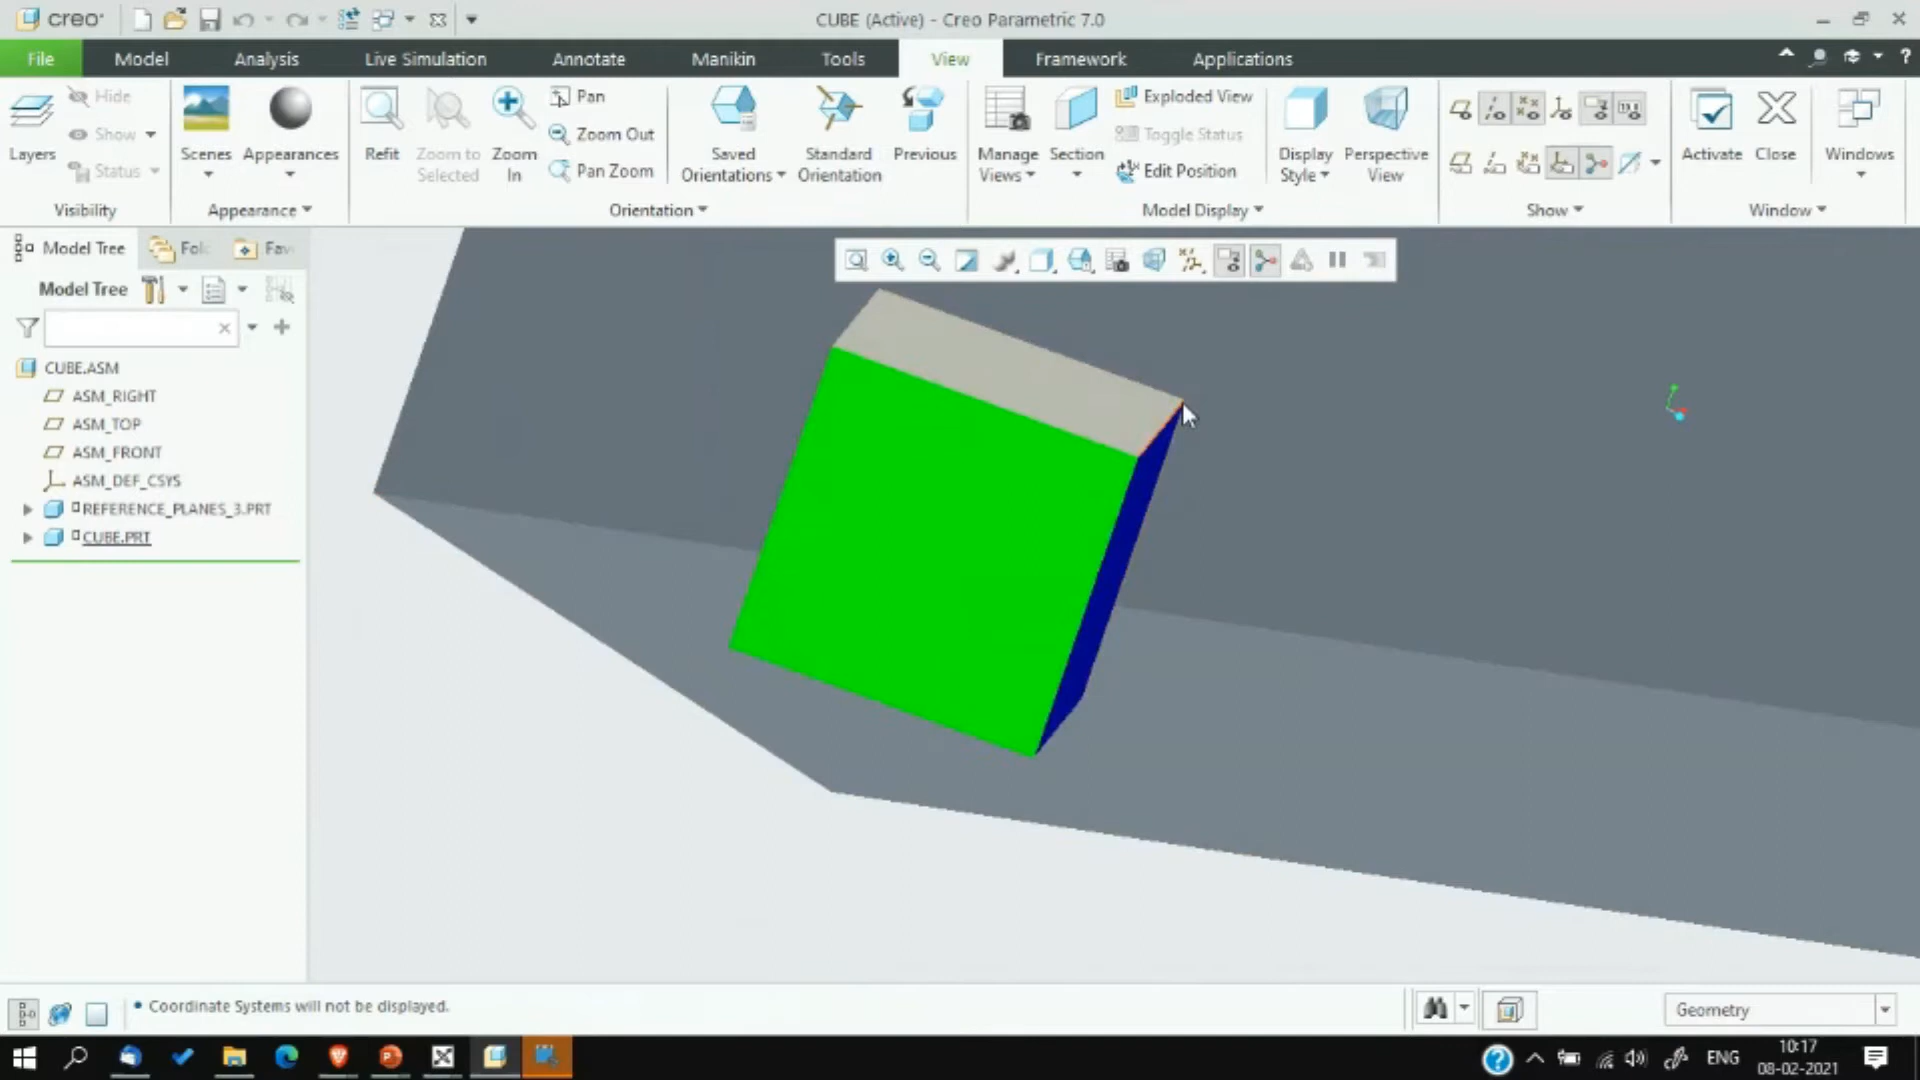 creo
CUBE (Active) - Creo Parametric 7.0
File Model Analysis Live Simulation Annotate Manikin Tools View Framework Applications
Hide
Show
Status
Layers
Visibility
Scenes
Appearances
Appearance
Refit
Zoom to
Selected
Zoom
In
Pan
Zoom Out
Pan Zoom
Saved
Orientations
Standard
Orientation
Previous
Orientation
Manage
Views
Section
Exploded View
Toggle Status
Edit Position
Display
Style
Perspective
View
Model Display
Show
Activate
Close
Windows
Window
Model Tree
Fol
Fav
Model Tree
CUBE.ASM
ASM_RIGHT
ASM_TOP
ASM_FRONT
ASM_DEF_CSYS
REFERENCE_PLANES_3.PRT
CUBE.PRT
• Coordinate Systems will not be displayed.
Geometry
ENG
10:17
08-02-2021